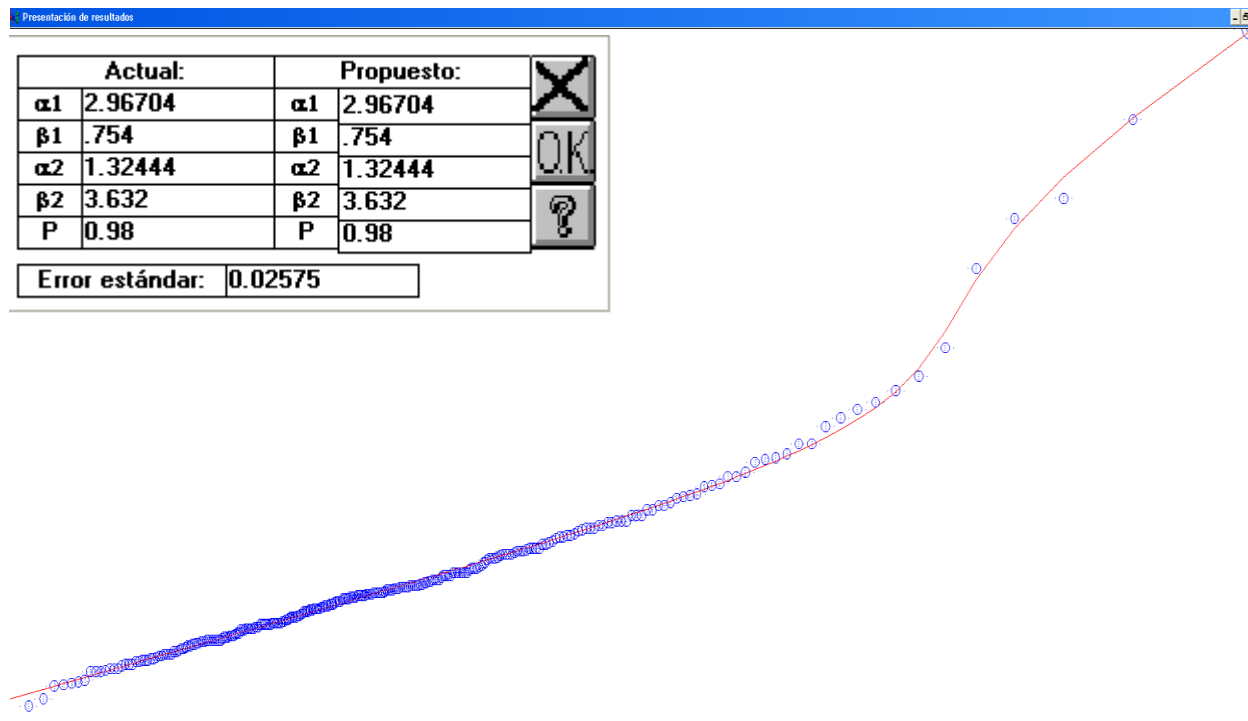 Presentación de resultados
Actual: Propuesto:
α1 2.96704 α1 2.96704
β1 .754 β1 .754
α2 1.32444 α2 1.32444
β2 3.632 β2 3.632
P 0.98 P 0.98
O.K.
?
Error estándar: 0.02575